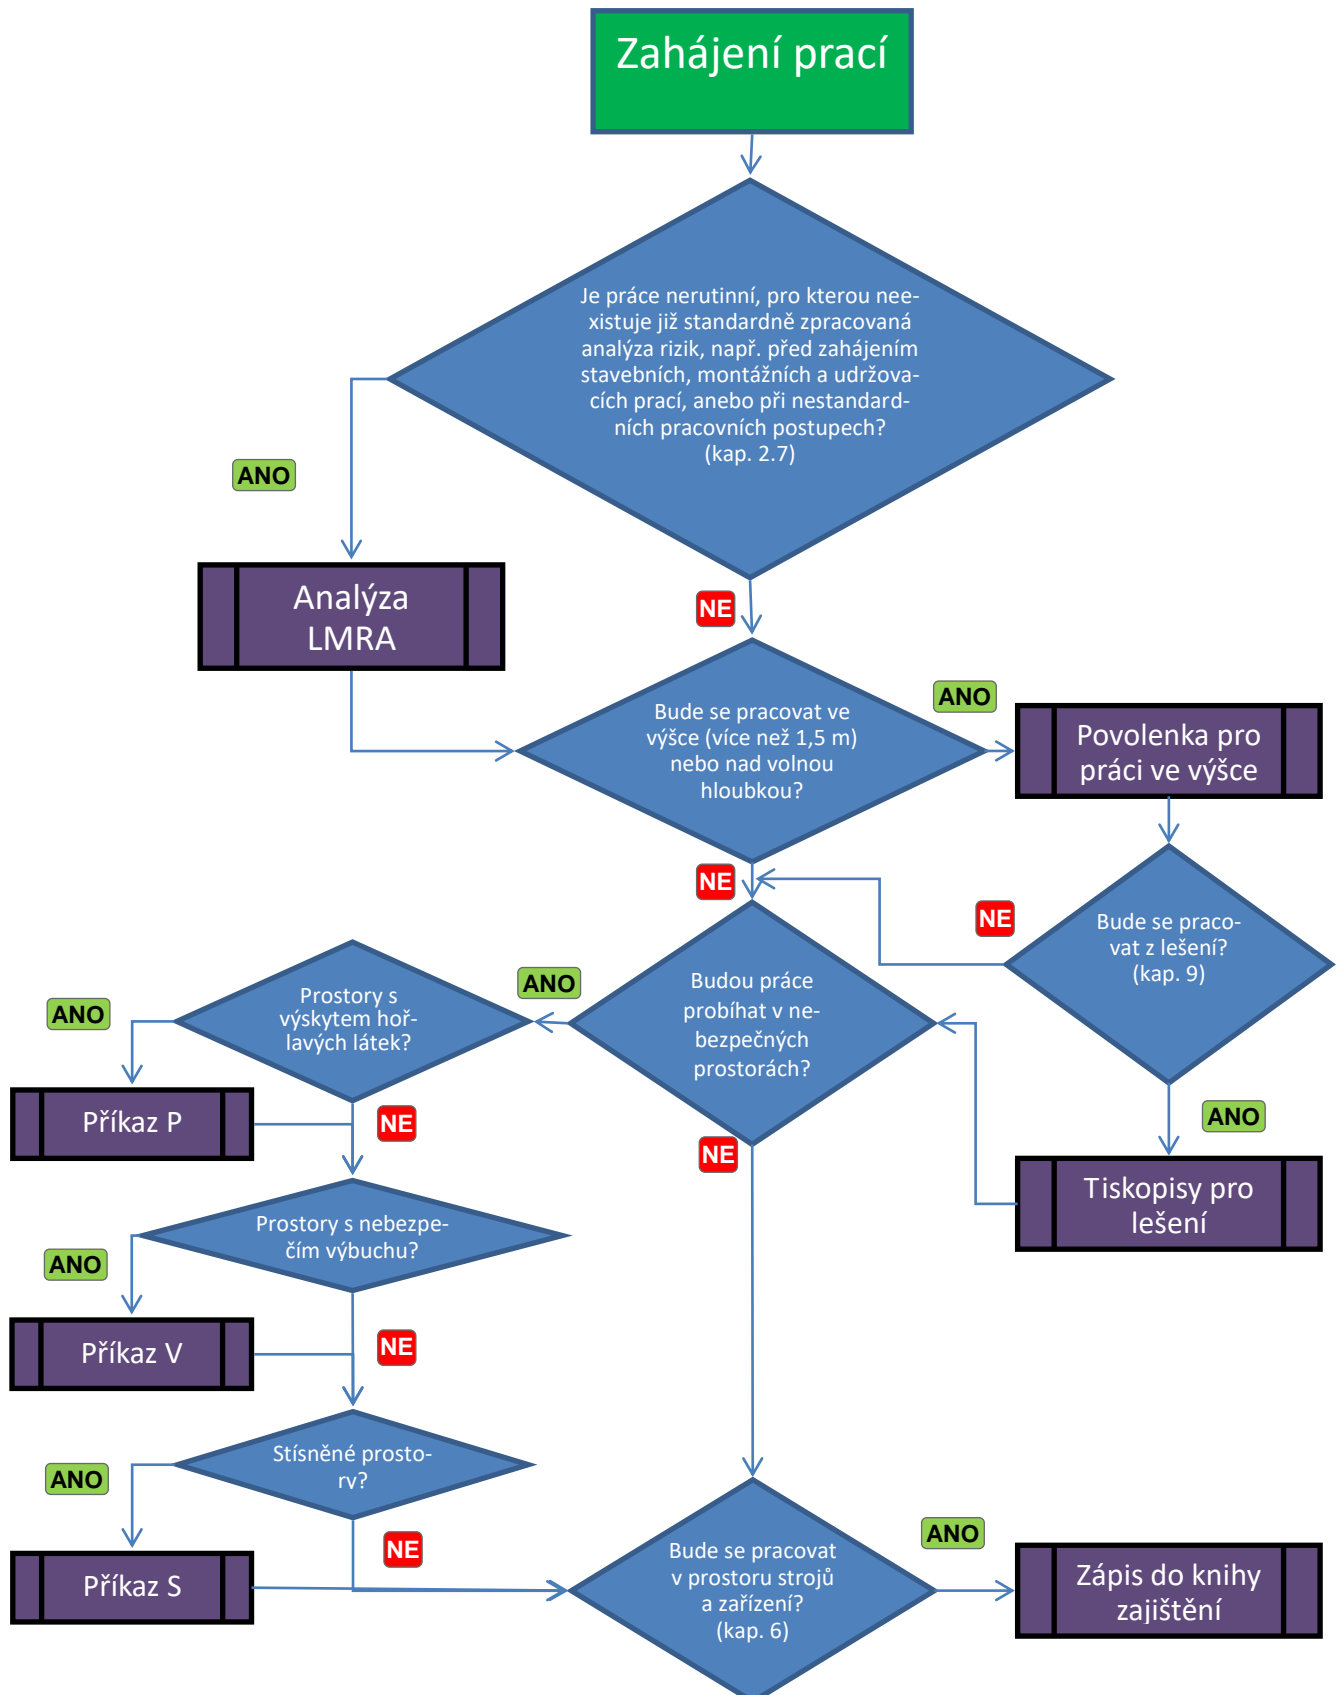 Zahájení prací
Je práce nerutinní, pro kterou nee-
xistuje již standardně zpracovaná
analýza rizik, např. před zahájením
stavebních, montážních a udržova-
cích prací, anebo při nestandard-
ních pracovních postupech?
(kap. 2.7)
ANO
Analýza
LMRA
NE
Bude se pracovat ve
výšce (více než 1,5 m)
nebo nad volnou
hloubkou?
ANO
Povolenka pro
práci ve výšce
NE
Bude se praco-
vat z lešení?
(kap. 9)
NE
ANO
Tiskopisy pro
lešení
Budou práce
probíhat v ne-
bezpečných
prostorách?
ANO
NE
Prostory s
výskytem hoř-
lavých látek?
ANO
Příkaz P
NE
Prostory s nebezpe-
čím výbuchu?
ANO
Příkaz V
NE
Stísněné prosto-
rv?
ANO
Příkaz S
NE
Bude se pracovat
v prostoru strojů
a zařízení?
(kap. 6)
ANO
Zápis do knihy
zajištění